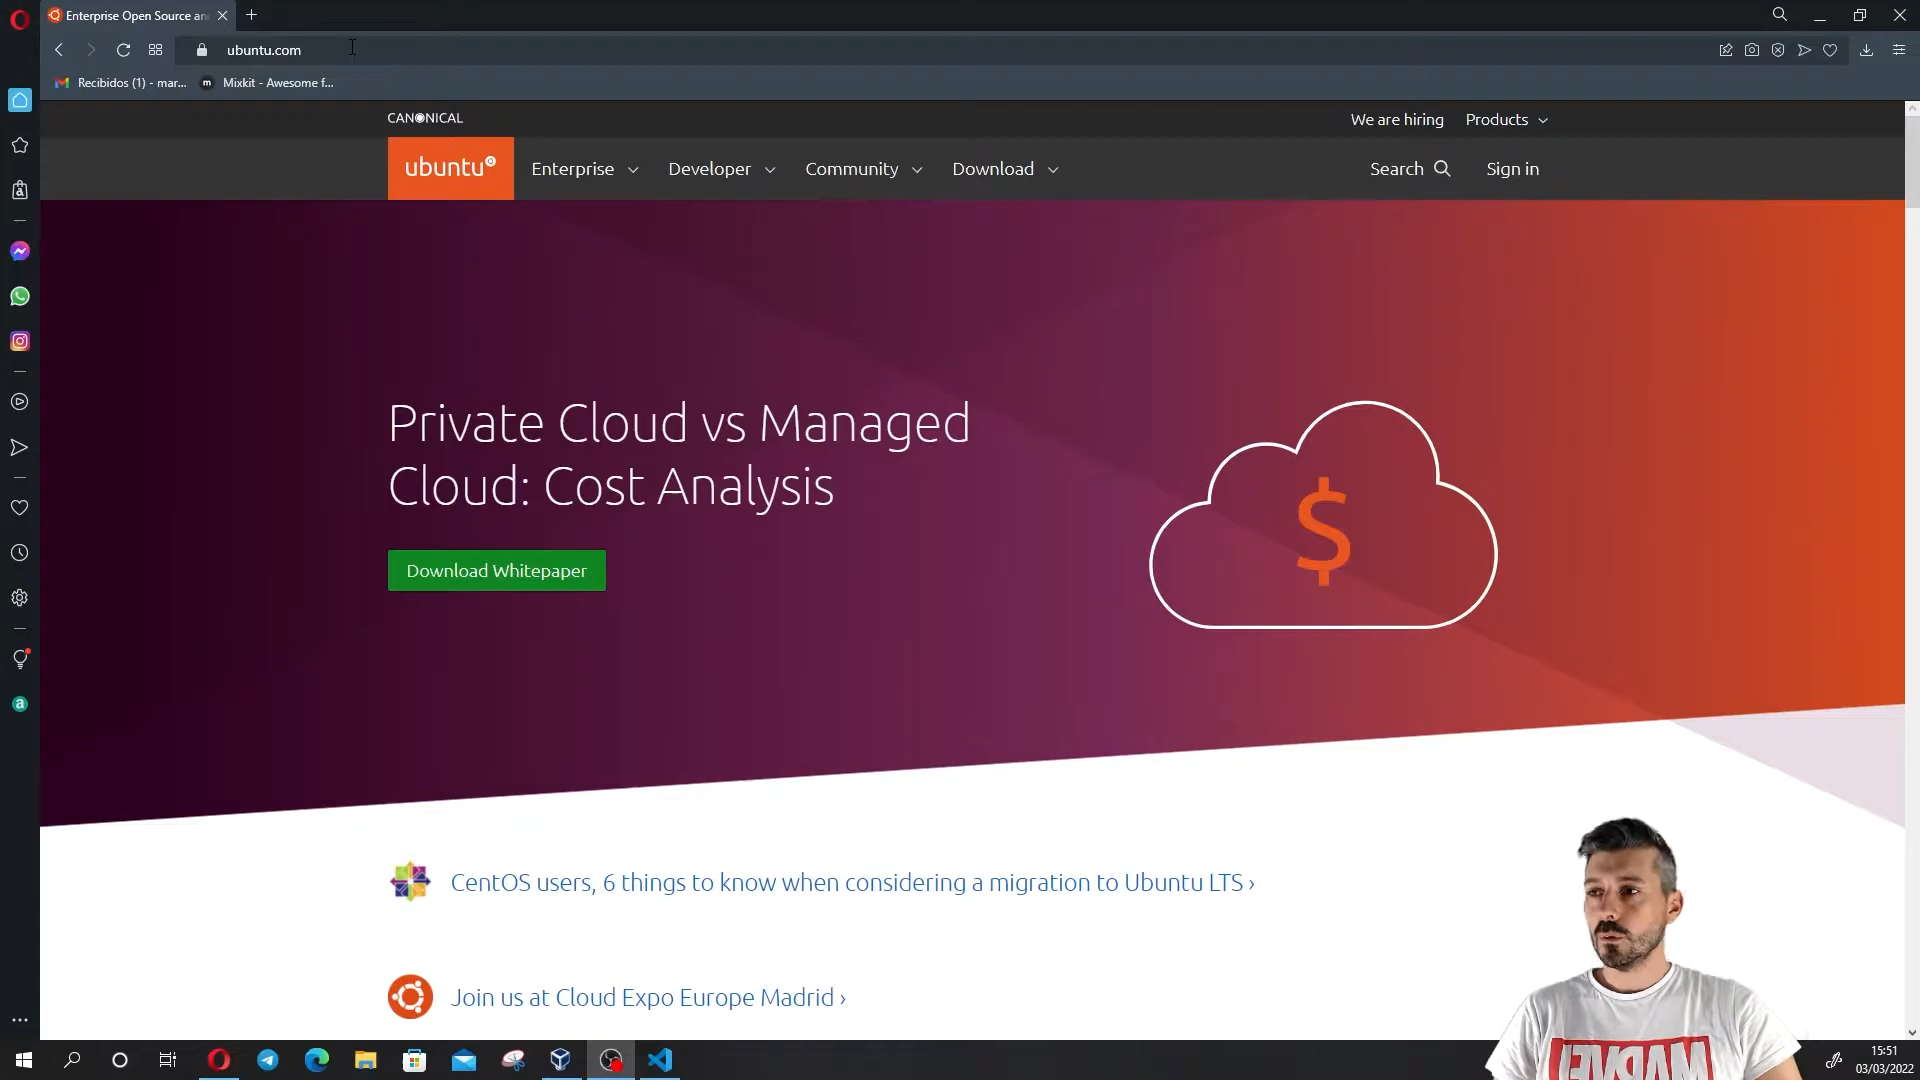 Enterprise Open Source an
ubuntu.com
Recibidos (1) - mar...
m Mixkit - Awesome f...
CANONICAL
We are hiring
Products
ubuntu
Enterprise
Developer
Community
Download
Search
Sign in
Private Cloud vs Managed
Cloud: Cost Analysis
$
Download Whitepaper
CentOS users, 6 things to know when considering a migration to Ubuntu LTS ›
Join us at Cloud Expo Europe Madrid ›
a
15:51
03/03/2022